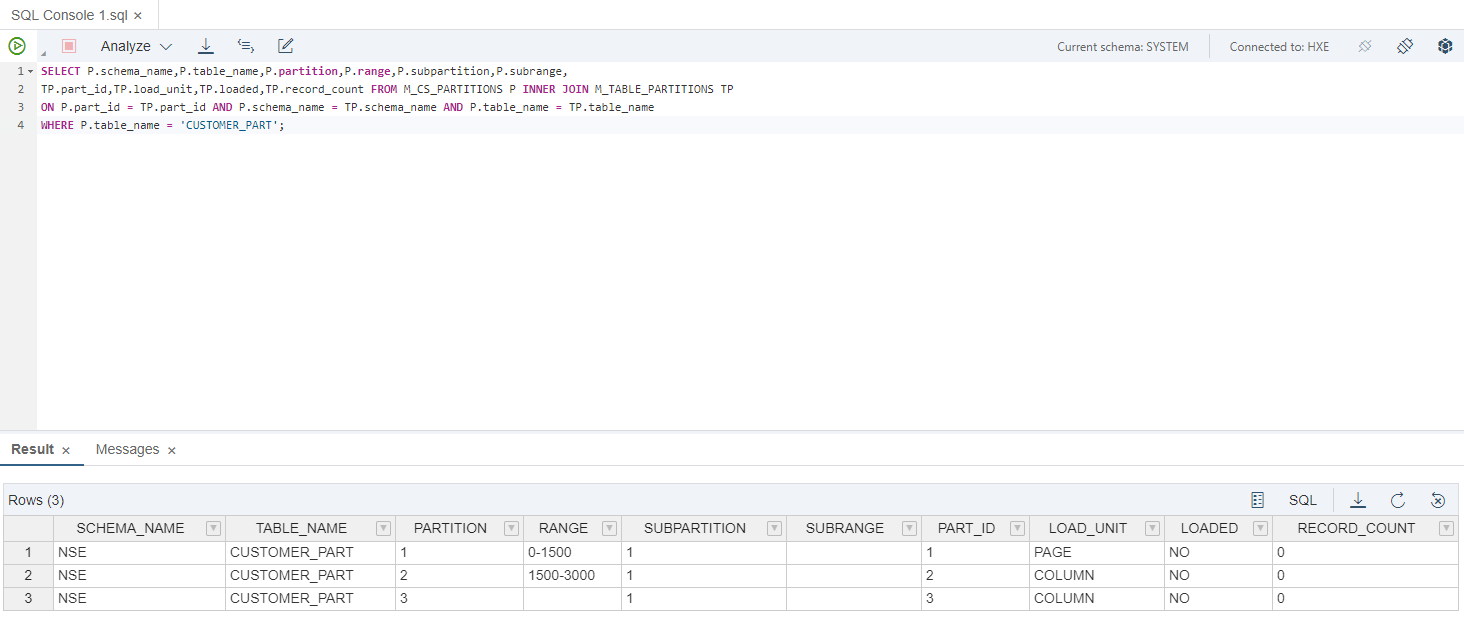 SQL Console 1.sql ×
Analyze Current schema: SYSTEM Connected to: HXE
1 SELECT P.schema_name,P.table_name,P.partition,P.range,P.subpartition,P.subrange,
2 TP.part_id,TP.load_unit,TP.loaded,TP.record_count FROM M_CS_PARTITIONS P INNER JOIN M_TABLE_PARTITIONS TP
3 ON P.part_id = TP.part_id AND P.schema_name = TP.schema_name AND P.table_name = TP.table_name
4 WHERE P.table_name = 'CUSTOMER_PART';
Result × Messages ×
Rows (3) SQL
SCHEMA_NAME TABLE_NAME PARTITION RANGE SUBPARTITION SUBRANGE PART_ID LOAD_UNIT LOADED RECORD_COUNT
1 NSE CUSTOMER_PART 1 0-1500 1 1 PAGE NO 0
2 NSE CUSTOMER_PART 2 1500-3000 1 2 COLUMN NO 0
3 NSE CUSTOMER_PART 3 1 3 COLUMN NO 0